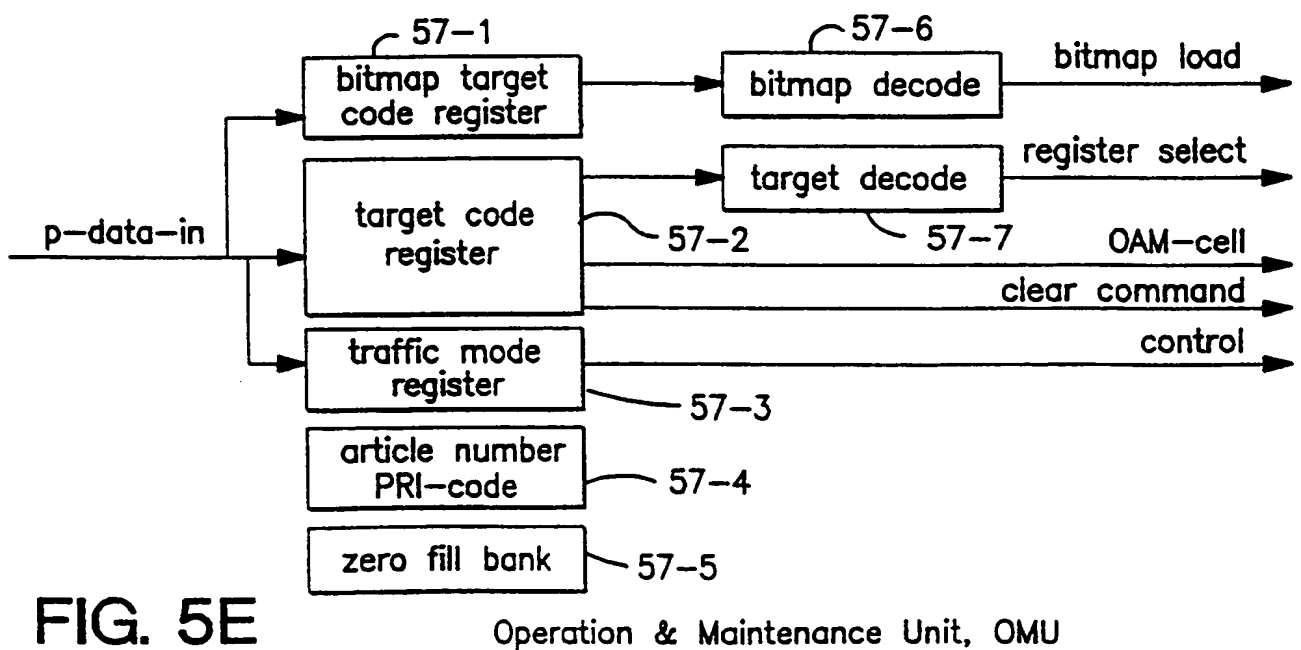 57-1
57-6
bitmap target
code register
bitmap decode
bitmap load
target code
register
target decode
register select
p-data-in
57-2
57-7
OAM-cell
clear command
traffic mode
register
control
57-3
article number
PRI-code
57-4
zero fill bank
57-5
FIG. 5E
Operation & Maintenance Unit, OMU